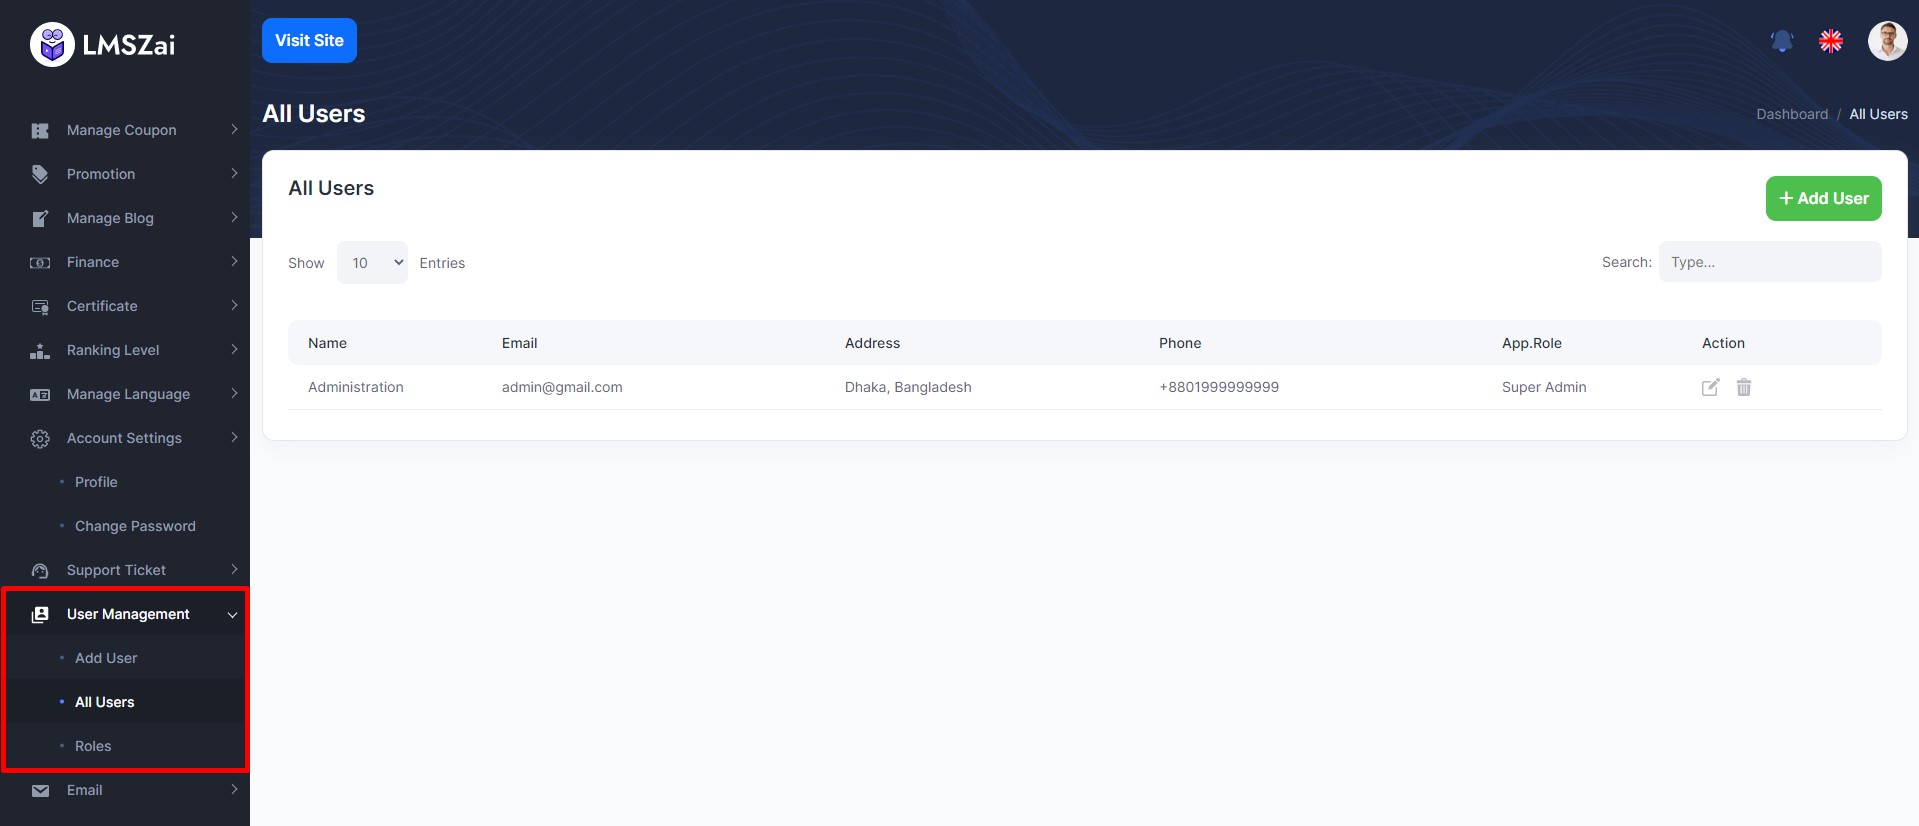 LMSZai
Visit Site
All Users
Dashboard / All Users
Manage Coupon
Promotion
Manage Blog
Finance
Certificate
Ranking Level
Manage Language
Account Settings
Profile
Change Password
Support Ticket
User Management
Add User
All Users
Roles
Email
All Users
+ Add User
Show 10 Entries
Search: Type...
Name Email Address Phone App.Role Action
Administration admin@gmail.com Dhaka, Bangladesh +8801999999999 Super Admin